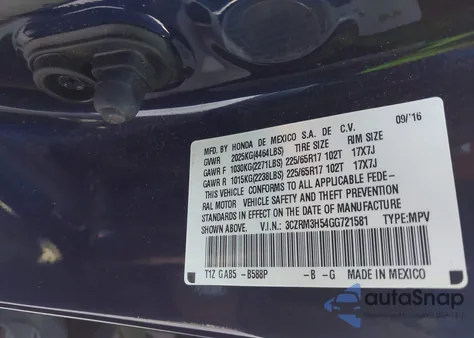 09/'16
MFD. BY HONDA DE MEXICO S.A. DE C.V.
TIRE SIZE RIM SIZE
GVWR 2025KG(4464LBS)
GAWR F 1030KG(2271LBS) 225/65R17 102T 17X7J
GAWR R 1015KG(2238LBS) 225/65R17 102T 17X7J
THIS VEHICLE CONFORMS TO ALL APPLICABLE FEDE-
RAL MOTOR VEHICLE SAFETY AND THEFT PREVENTION
STANDARDS IN EFFECT ON THE DATE OF MANUFACTURE
SHOWN ABOVE. V.I.N.: 3CZRM3H54GG721581 TYPE:MPV
T1Z GAB5 -B588P -B -G MADE IN MEXICO
autoSnap